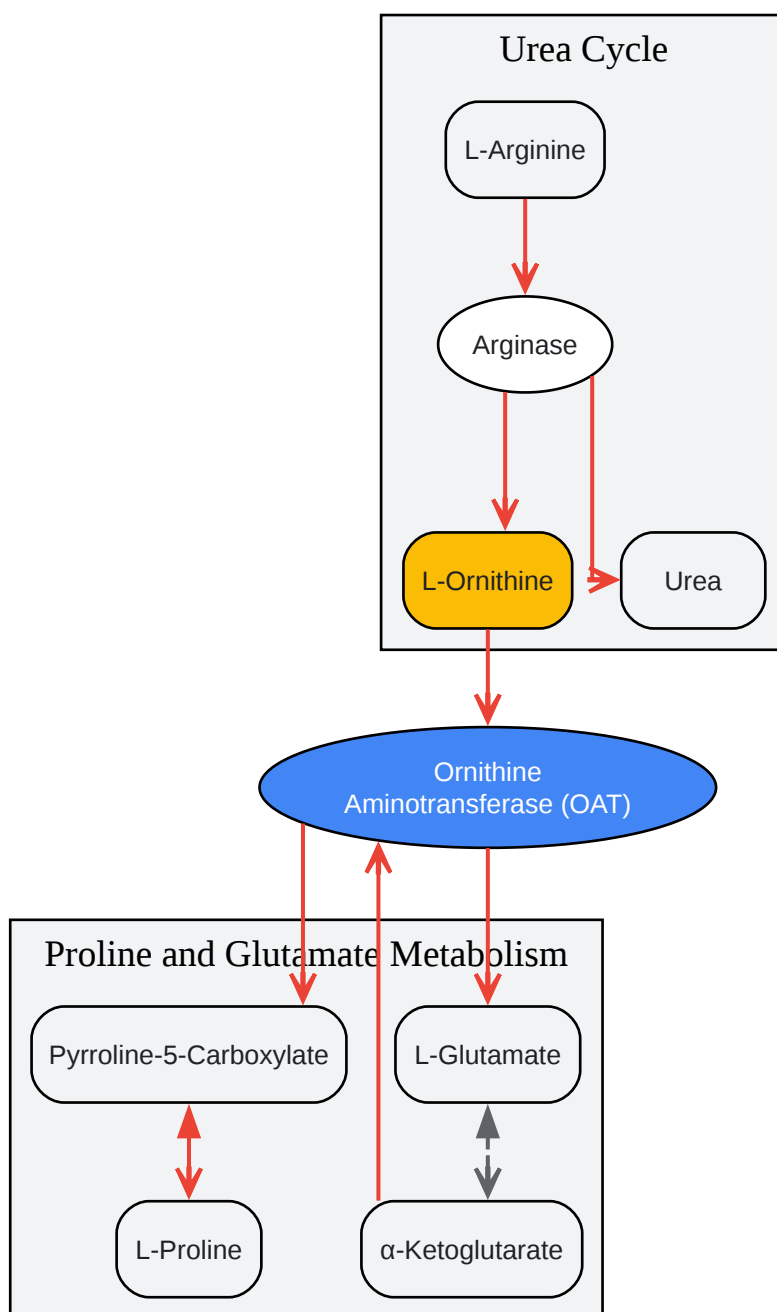 Urea Cycle
L-Arginine
Arginase
L-Ornithine
Urea
Ornithine
Aminotransferase (OAT)
Proline and Glutamate Metabolism
Pyrroline-5-Carboxylate
L-Glutamate
L-Proline
α-Ketoglutarate